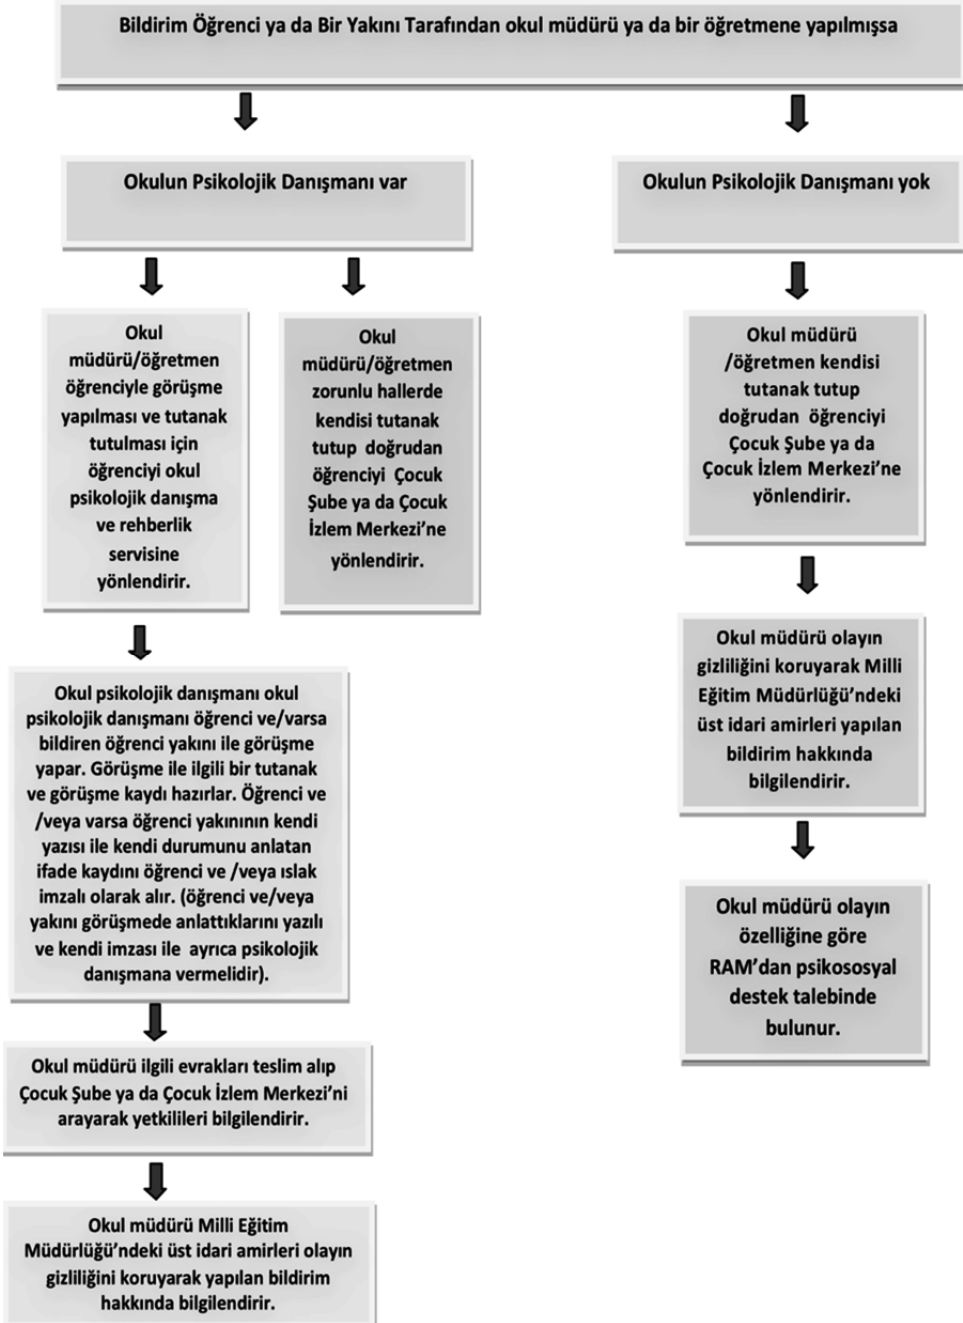 Bildirim Öğrenci ya da Bir Yakını Tarafından okul müdürü ya da bir öğretmene yapılmışsa
Okulun Psikolojik Danışmanı var
Okul
müdürü/öğretmen
öğrenciyle görüşme
yapılması ve tutanak
tutulması için
öğrenciyi okul
psikolojik danışma
ve rehberlik
servisine
yönlendirir.
Okul
müdürü/öğretmen
zorunlu hallerde
kendisi tutanak
tutup doğrudan
öğrenciyi Çocuk
Şube ya da Çocuk
İzlem Merkezi'ne
yönlendirir.
Okul psikolojik danışmanı okul
psikolojik danışmanı öğrenci ve/varsa
bildiren öğrenci yakını ile görüşme
yapar. Görüşme ile ilgili bir tutanak
ve görüşme kaydı hazırlar. Öğrenci ve
/veya varsa öğrenci yakınının kendi
yazısı ile kendi durumunu anlatan
ifade kaydını öğrenci ve /veya ıslak
imzalı olarak alır. (öğrenci ve/veya
yakını görüşmede anlattıklarını yazılı
ve kendi imzası ile ayrıca psikolojik
danışmana vermelidir).
Okul müdürü ilgili evrakları teslim alıp
Çocuk Şube ya da Çocuk İzlem Merkezi'ni
arayarak yetkilileri bilgilendirir.
Okul müdürü Milli Eğitim
Müdürlüğü'ndeki üst idari amirleri olayın
gizliliğini koruyarak yapılan bildirim
hakkında bilgilendirir.
Okulun Psikolojik Danışmanı yok
Okul müdürü
/öğretmen kendisi
tutanak tutup
doğrudan öğrenciyi
Çocuk Şube ya da
Çocuk İzlem Merkezi'ne
yönlendirir.
Okul müdürü olayın
gizliliğini koruyarak Milli
Eğitim Müdürlüğü'ndeki
üst idari amirleri yapılan
bildirim hakkında
bilgilendirir.
Okul müdürü olayın
özelliğine göre
RAM'dan psikososyal
destek talebinde
bulunur.